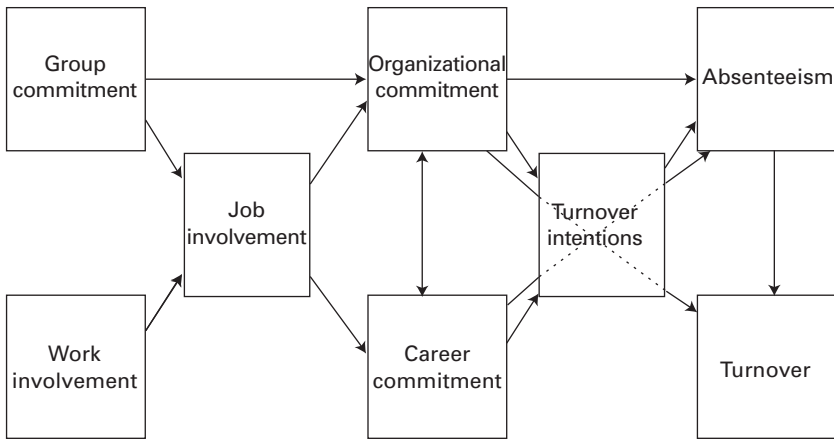 Group
commitment
Organizational
commitment
Absenteeism
Job
involvement
Turnover
intentions
Work
involvement
Career
commitment
Turnover